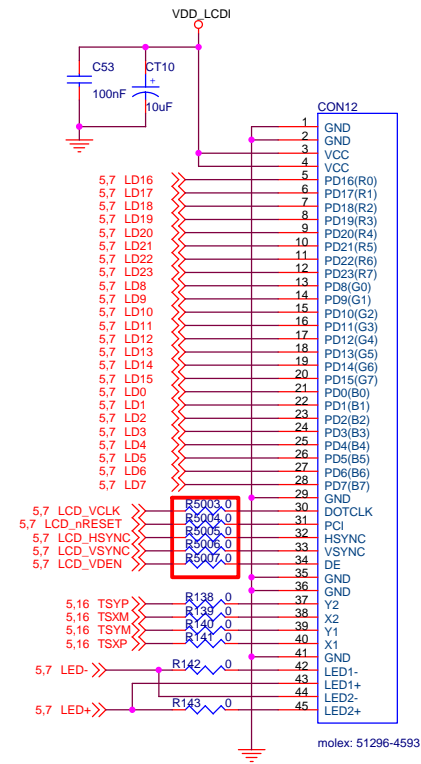 VDD_LCDI
C53
100nF
CT10
+
10uF
CON12
1 GND
2 GND
3 VCC
4 VCC
5,7 LD16 5 PD16(R0)
5,7 LD17 6 PD17(R1)
5,7 LD18 7 PD18(R2)
5,7 LD19 8 PD19(R3)
5,7 LD20 9 PD20(R4)
5,7 LD21 10 PD21(R5)
5,7 LD22 11 PD22(R6)
5,7 LD23 12 PD23(R7)
5,7 LD8 13 PD8(G0)
5,7 LD9 14 PD9(G1)
5,7 LD10 15 PD10(G2)
5,7 LD11 16 PD11(G3)
5,7 LD12 17 PD12(G4)
5,7 LD13 18 PD13(G5)
5,7 LD14 19 PD14(G6)
5,7 LD15 20 PD15(G7)
5,7 LD0 21 PD0(B0)
5,7 LD1 22 PD1(B1)
5,7 LD2 23 PD2(B2)
5,7 LD3 24 PD3(B3)
5,7 LD4 25 PD4(B4)
5,7 LD5 26 PD5(B5)
5,7 LD6 27 PD6(B6)
5,7 LD7 28 PD7(B7)
29 GND
5,7 LCD_VCLK R5003 0 30 DOTCLK
5,7 LCD_nRESET R5004 0 31 PCI
5,7 LCD_HSYNC R5005 0 32 HSYNC
5,7 LCD_VSYNC R5006 0 33 VSYNC
5,7 LCD_VDEN R5007 0 34 DE
35 GND
36 GND
5,16 TSYP R138 0 37 Y2
5,16 TSXM R139 0 38 X2
5,16 TSYM R140 0 39 Y1
5,16 TSXP R141 0 40 X1
41 GND
5,7 LED- R142 0 42 LED1-
43 LED1+
44 LED2-
5,7 LED+ R143 0 45 LED2+
molex: 51296-4593